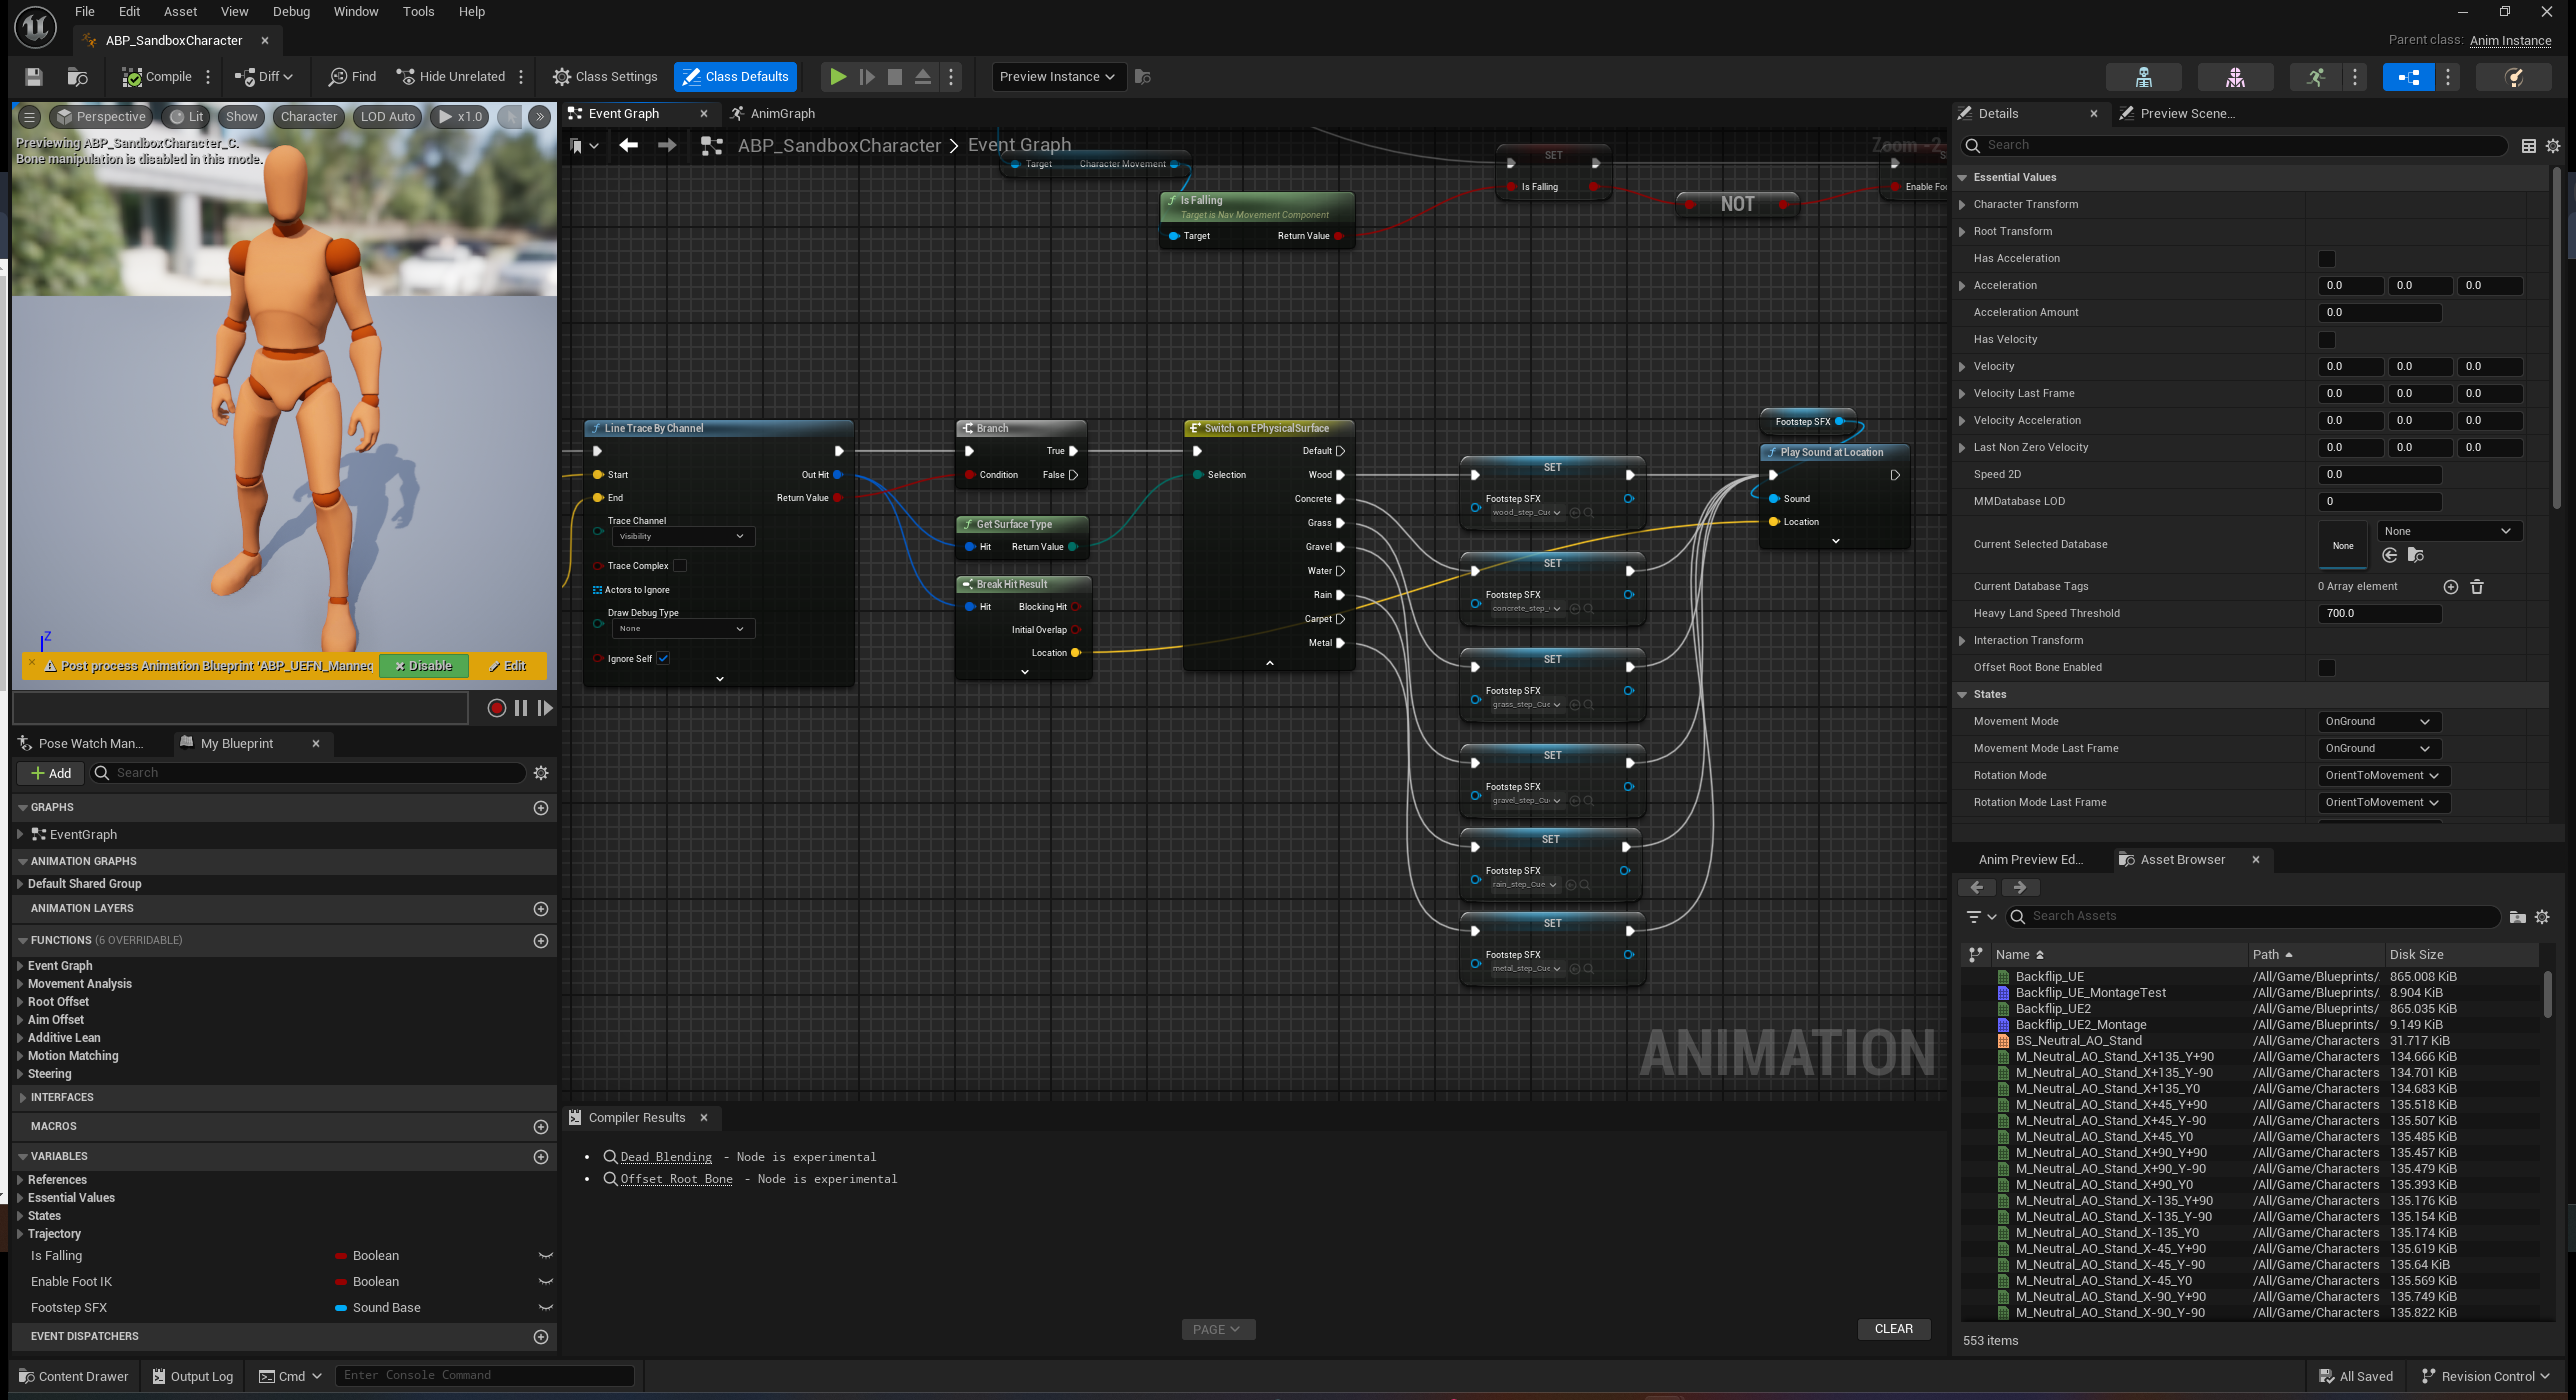 File Edit Asset View Debug Window Tools Help
ABP_SandboxCharacter
Parent class: Anim Instance
Compile Diff Find Hide Unrelated Class Settings Class Defaults Preview Instance
Perspective Lit Show Character LOD Auto x1.0
Previewing ABP_SandboxCharacter_C.
Bone manipulation is disabled in this mode.
Z
Post process Animation Blueprint 'ABP_UEFN_Manneq Disable Edit
Pose Watch Man... My Blueprint
Add Search
GRAPHS
EventGraph
ANIMATION GRAPHS
Default Shared Group
ANIMATION LAYERS
FUNCTIONS (6 OVERRIDABLE)
Event Graph
Movement Analysis
Root Offset
Aim Offset
Additive Lean
Motion Matching
Steering
INTERFACES
MACROS
VARIABLES
References
Essential Values
States
Trajectory
Is Falling Boolean
Enable Foot IK Boolean
Footstep SFX Sound Base
EVENT DISPATCHERS
Event Graph AnimGraph
ABP_SandboxCharacter > Event Graph
Zoom -2
Target Character Movement
Is Falling
Target is Nav Movement Component
Target Return Value
SET
Is Falling
NOT
S
Enable Foo
Line Trace By Channel
Start
Out Hit
End
Return Value
Trace Channel
Visibility
Trace Complex
Actors to Ignore
Draw Debug Type
None
Ignore Self
Branch
True
Condition False
Get Surface Type
Hit Return Value
Break Hit Result
Hit Blocking Hit
Initial Overlap
Location
Switch on EPhysicalSurface
Default
Selection Wood
Concrete
Grass
Gravel
Water
Rain
Carpet
Metal
SET
Footstep SFX
wood_step_Cue
SET
Footstep SFX
concrete_step_
SET
Footstep SFX
grass_step_Cue
SET
Footstep SFX
gravel_step_Cu
SET
Footstep SFX
rain_step_Cue
SET
Footstep SFX
metal_step_Cue
Footstep SFX
Play Sound at Location
Sound
Location
ANIMATION
Compiler Results
Dead Blending - Node is experimental
Offset Root Bone - Node is experimental
PAGE CLEAR
Details Preview Scene...
Search
Essential Values
Character Transform
Root Transform
Has Acceleration
Acceleration 0.0 0.0 0.0
Acceleration Amount 0.0
Has Velocity
Velocity 0.0 0.0 0.0
Velocity Last Frame 0.0 0.0 0.0
Velocity Acceleration 0.0 0.0 0.0
Last Non Zero Velocity 0.0 0.0 0.0
Speed 2D 0.0
MMDatabase LOD 0
Current Selected Database None None
Current Database Tags 0 Array element
Heavy Land Speed Threshold 700.0
Interaction Transform
Offset Root Bone Enabled
States
Movement Mode OnGround
Movement Mode Last Frame OnGround
Rotation Mode OrientToMovement
Rotation Mode Last Frame OrientToMovement
Anim Preview Ed... Asset Browser
Search Assets
Name Path Disk Size
Backflip_UE /All/Game/Blueprints/ 865.008 KiB
Backflip_UE_MontageTest /All/Game/Blueprints/ 8.904 KiB
Backflip_UE2 /All/Game/Blueprints/ 865.035 KiB
Backflip_UE2_Montage /All/Game/Blueprints/ 9.149 KiB
BS_Neutral_AO_Stand /All/Game/Characters 31.717 KiB
M_Neutral_AO_Stand_X+135_Y+90 /All/Game/Characters 134.666 KiB
M_Neutral_AO_Stand_X+135_Y-90 /All/Game/Characters 134.701 KiB
M_Neutral_AO_Stand_X+135_Y0 /All/Game/Characters 134.683 KiB
M_Neutral_AO_Stand_X+45_Y+90 /All/Game/Characters 135.518 KiB
M_Neutral_AO_Stand_X+45_Y-90 /All/Game/Characters 135.507 KiB
M_Neutral_AO_Stand_X+45_Y0 /All/Game/Characters 135.485 KiB
M_Neutral_AO_Stand_X+90_Y+90 /All/Game/Characters 135.457 KiB
M_Neutral_AO_Stand_X+90_Y-90 /All/Game/Characters 135.479 KiB
M_Neutral_AO_Stand_X+90_Y0 /All/Game/Characters 135.393 KiB
M_Neutral_AO_Stand_X-135_Y+90 /All/Game/Characters 135.176 KiB
M_Neutral_AO_Stand_X-135_Y-90 /All/Game/Characters 135.154 KiB
M_Neutral_AO_Stand_X-135_Y0 /All/Game/Characters 135.174 KiB
M_Neutral_AO_Stand_X-45_Y+90 /All/Game/Characters 135.619 KiB
M_Neutral_AO_Stand_X-45_Y-90 /All/Game/Characters 135.64 KiB
M_Neutral_AO_Stand_X-45_Y0 /All/Game/Characters 135.569 KiB
M_Neutral_AO_Stand_X-90_Y+90 /All/Game/Characters 135.749 KiB
M_Neutral_AO_Stand_X-90_Y-90 /All/Game/Characters 135.822 KiB
553 items
Content Drawer Output Log Cmd Enter Console Command All Saved Revision Control